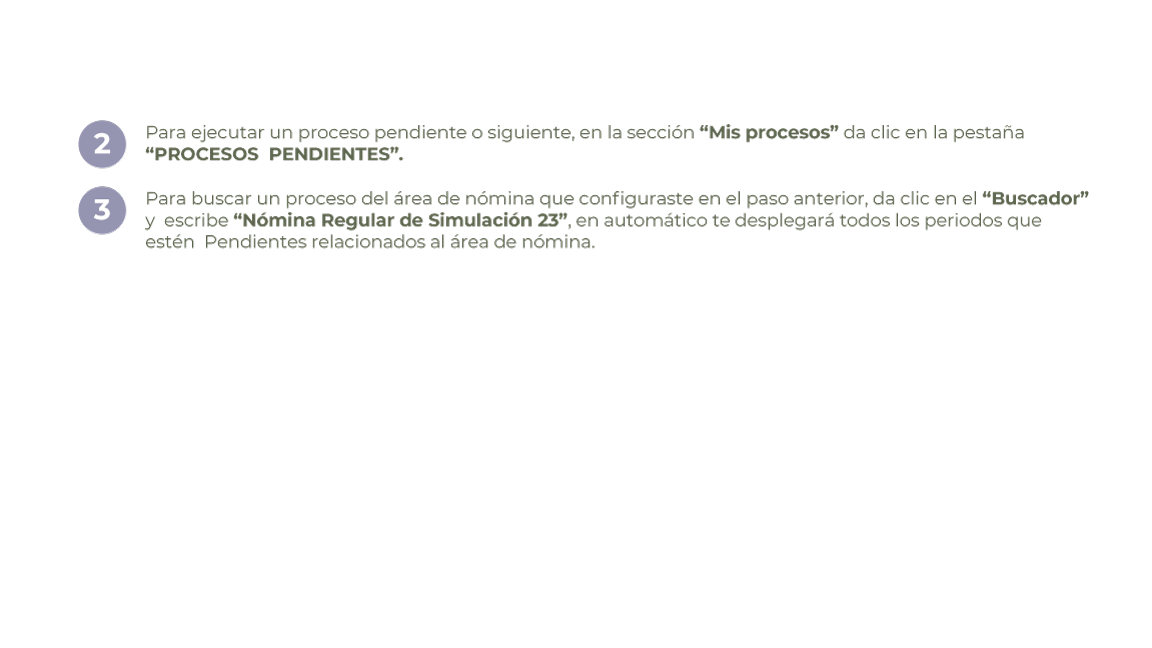 2 Para ejecutar un proceso pendiente o siguiente, en la sección “Mis procesos” da clic en la pestaña
“PROCESOS  PENDIENTES”.
3 Para buscar un proceso del área de nómina que configuraste en el paso anterior, da clic en el “Buscador”
y  escribe “Nómina Regular de Simulación 23”, en automático te desplegará todos los periodos que
estén  Pendientes relacionados al área de nómina.